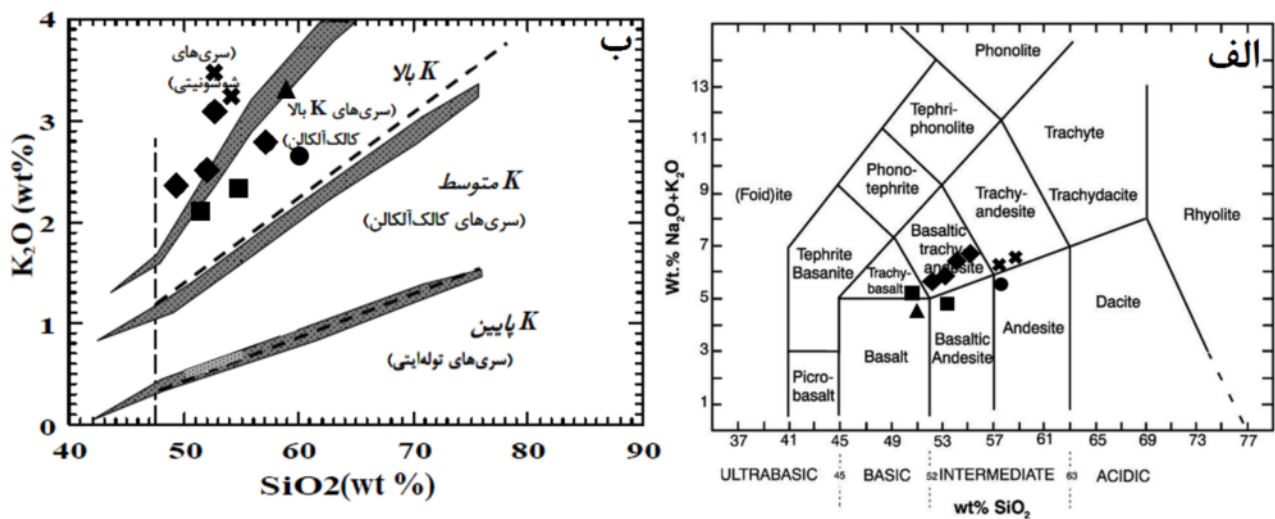 ب
K₂O (wt%)
4
3
2
1
0
(سری‌های
شوشونیتی)
K بالا
(سری‌های K بالا
کالک‌آلکالن)
K متوسط
(سری‌های کالک‌آلکالن)
K پایین
(سری‌های توله‌ایتی)
40 50 60 70 80 90
SiO2(wt %)
الف
Wt.% Na₂O+K₂O
13
11
9
7
5
3
1
Phonolite
Tephri-
phonolite
Trachyte
Phono-
tephrite
(Foid)ite
Trachy-
andesite
Trachydacite
Rhyolite
Basaltic
trachy
andesite
Tephrite
Basanite
Trachy-
basalt
Dacite
Basalt
Basaltic
Andesite
Andesite
Picro-
basalt
37 41 45 49 53 57 61 65 69 73 77
ULTRABASIC 45 BASIC 52 INTERMEDIATE 63 ACIDIC
wt% SiO₂